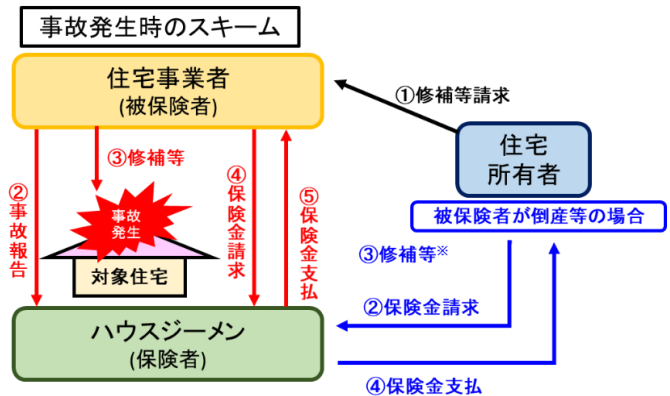 事故発生時のスキーム
住宅事業者
(被保険者)
①修補等請求
住宅
所有者
被保険者が倒産等の場合
②事故報告
③修補等
④保険金請求
⑤保険金支払
事故
発生
対象住宅
③修補等※
②保険金請求
ハウスジーメン
(保険者)
④保険金支払